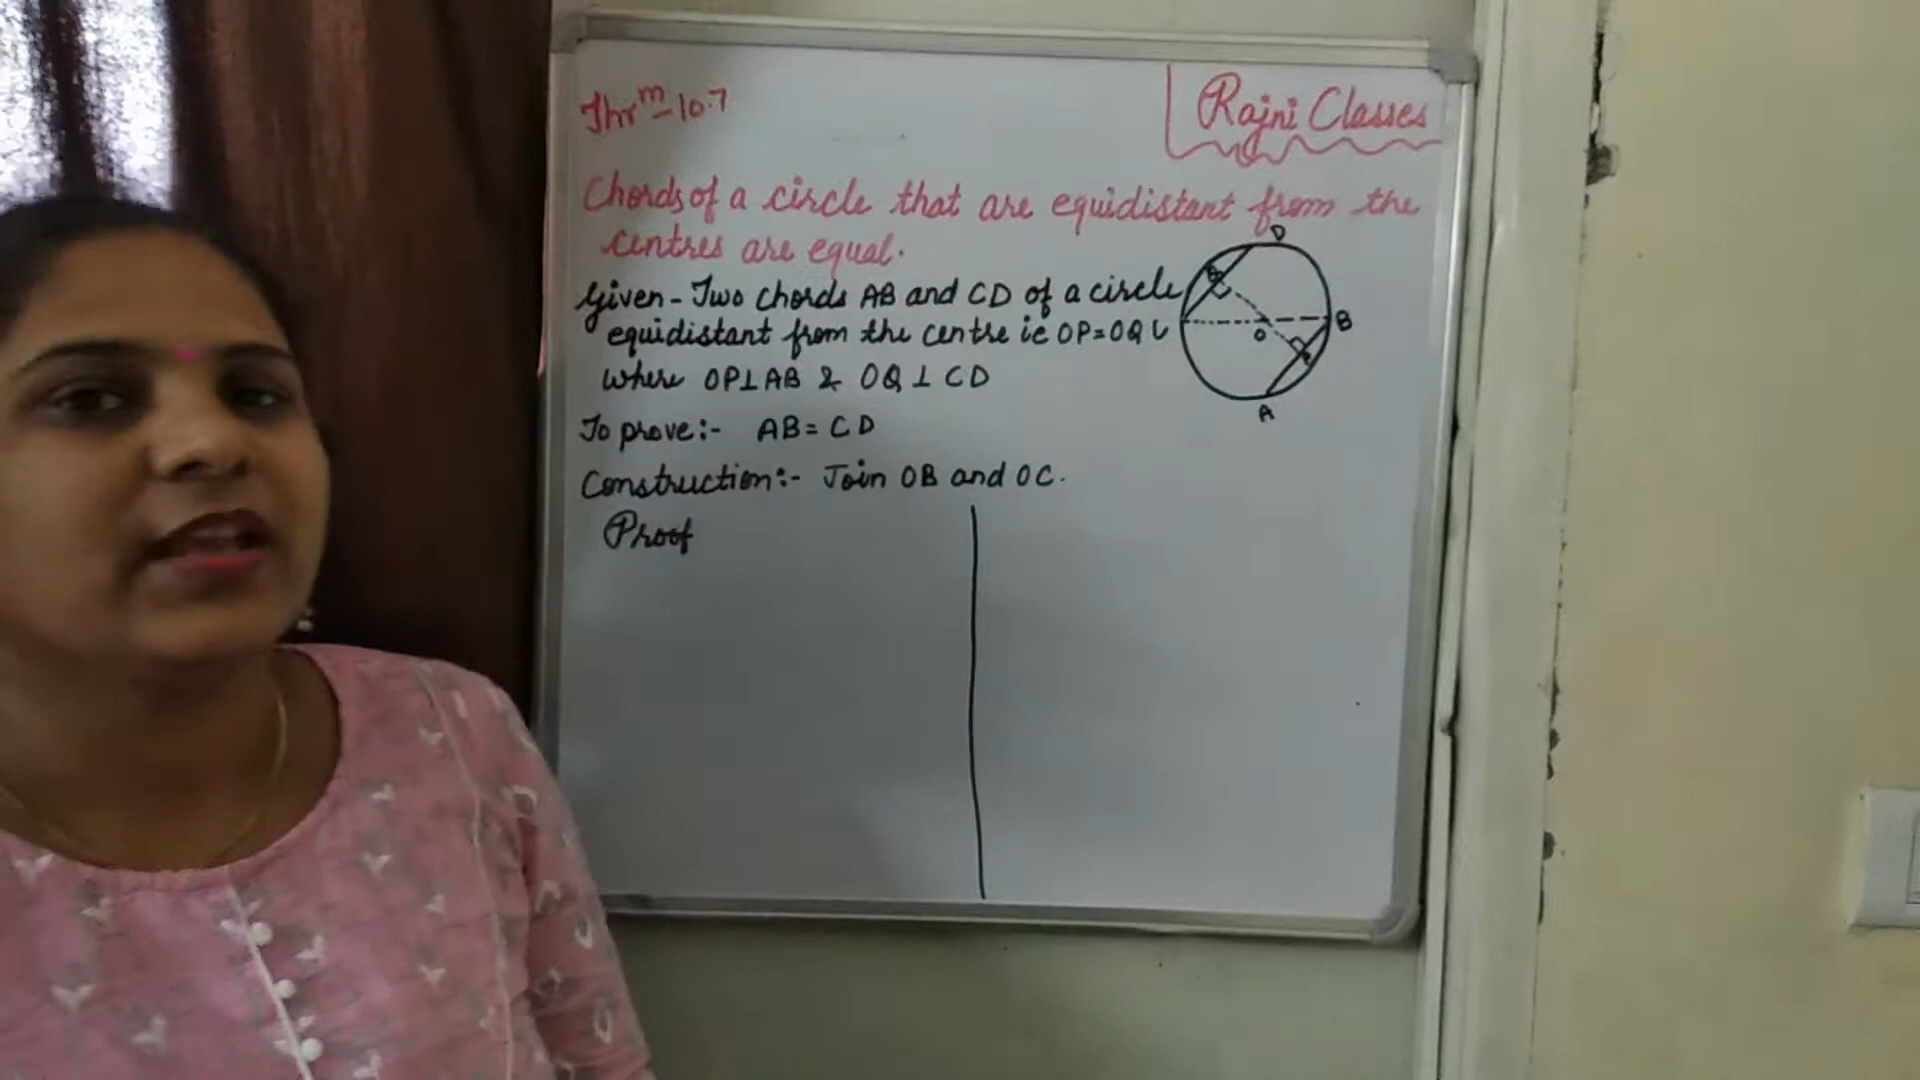 Thr^m – 10.7
Rajni Classes
Chords of a circle that are equidistant from the
centres are equal.
Given – Two chords AB and CD of a circle
equidistant from the centre ie OP = OQ
where OP ⊥ AB & OQ ⊥ CD
To prove :- AB = CD
Construction :- Join OB and OC.
Proof
D
B
O
A